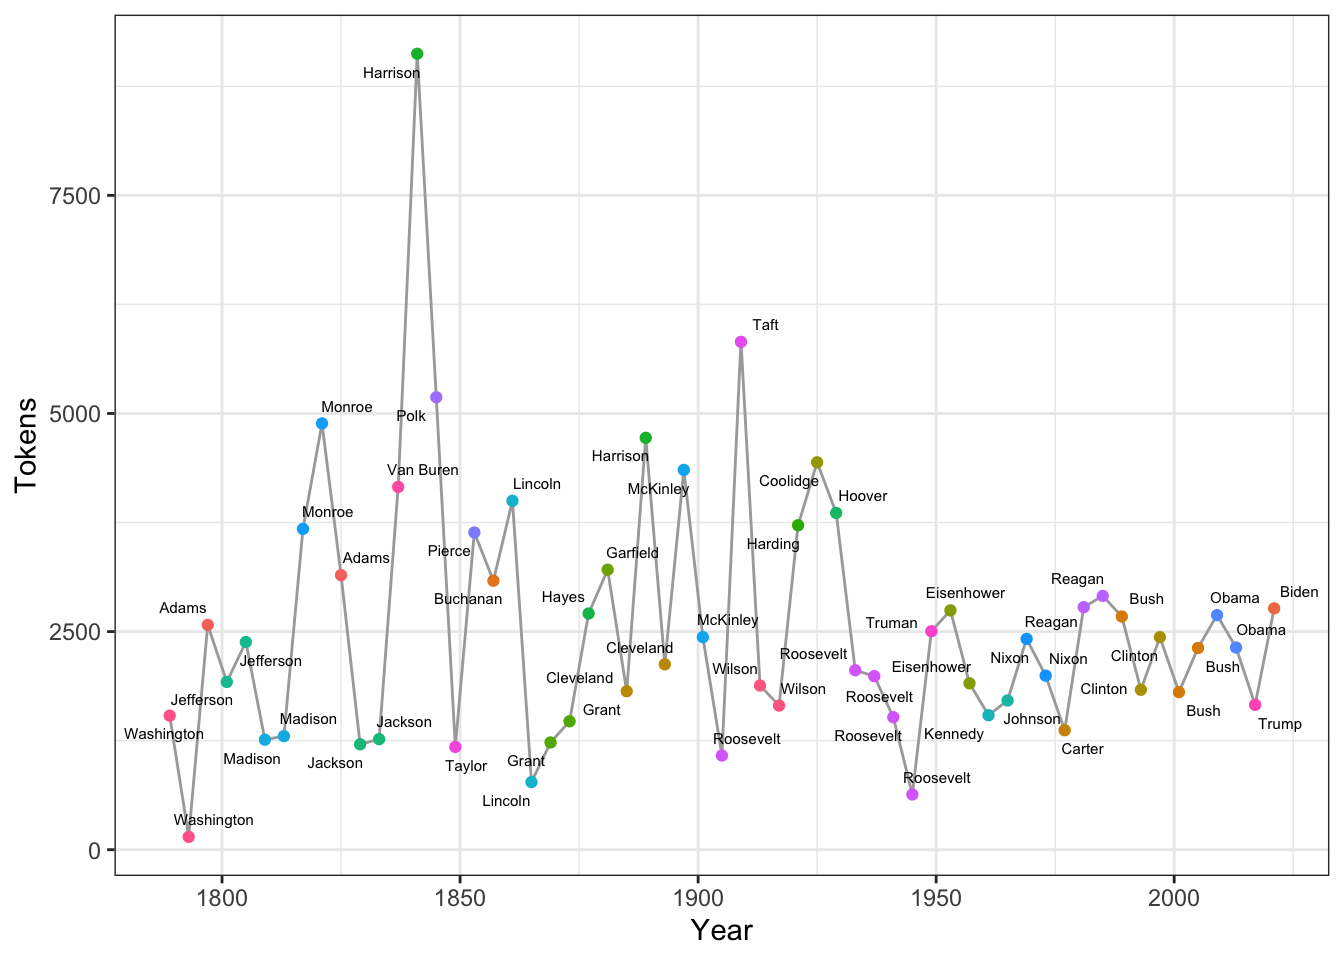 Harrison
7500
Taft
5000
Monroe
Polk
Harrison
Van Buren
Coolidge
McKinley
Lincoln
Hoover
Monroe
Harding
Pierce
Adams
Garfield
Eisenhower
Reagan
Biden
Buchanan
Hayes
Adams
Bush
Obama
2500
McKinley
Truman
Reagan
Obama
Cleveland
Roosevelt
Clinton
Jefferson
Nixon
Nixon
Wilson
Eisenhower
Bush
Cleveland
Wilson
Clinton
Jefferson
Roosevelt
Grant
Bush
Madison
Johnson
Jackson
Trump
Washington
Kennedy
Roosevelt
Roosevelt
Carter
Madison
Grant
Jackson
Taylor
Roosevelt
Lincoln
Washington
0
1800
1850
1900
1950
2000
Year
Tokens